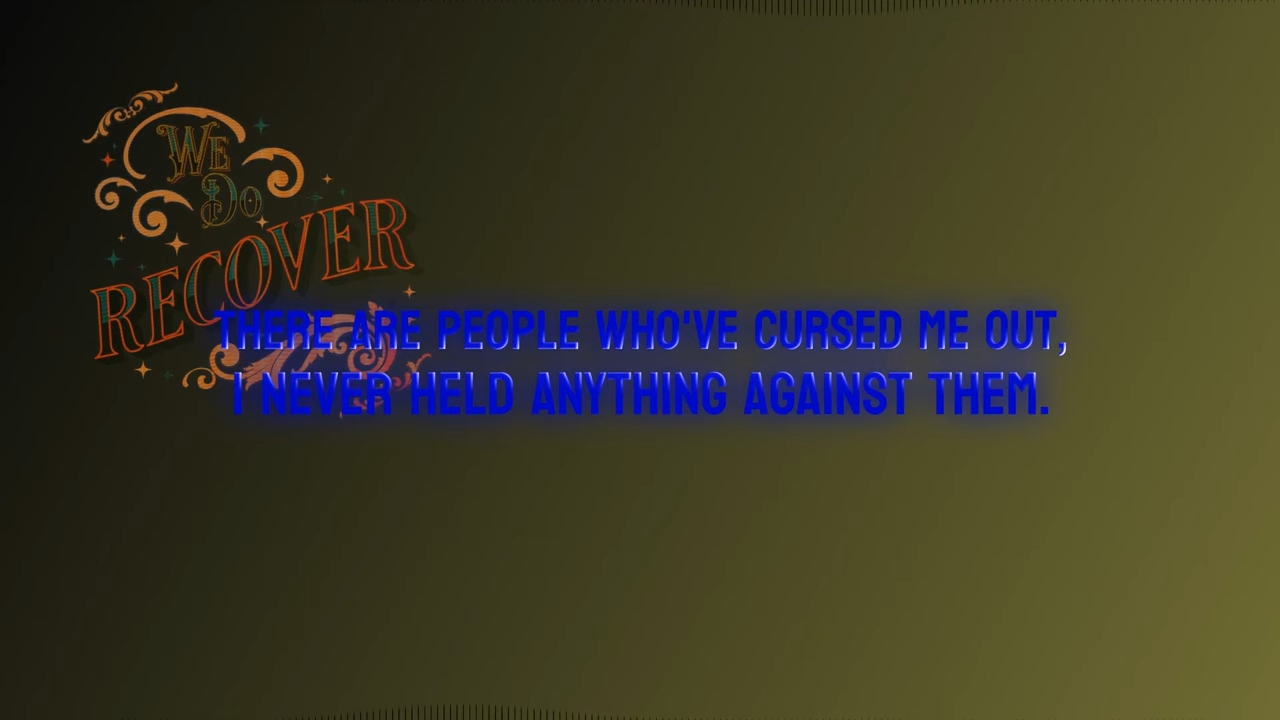 WE
DO
RECOVER
THERE ARE PEOPLE WHO'VE CURSED ME OUT,
I NEVER HELD ANYTHING AGAINST THEM.